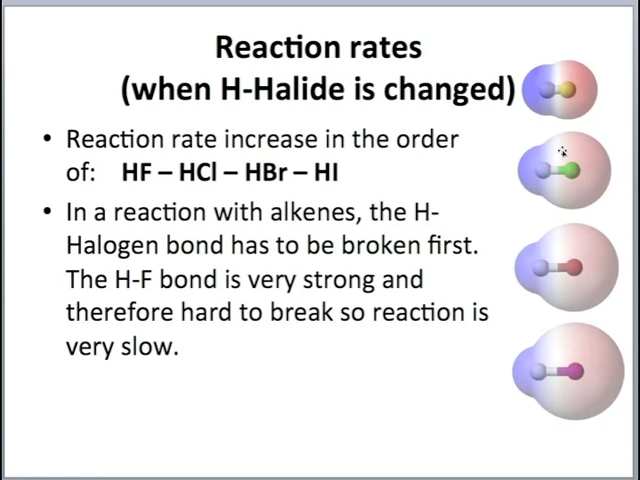 Reaction rates
(when H-Halide is changed)
• Reaction rate increase in the order
of: HF – HCl – HBr – HI
• In a reaction with alkenes, the H-
Halogen bond has to be broken first.
The H-F bond is very strong and
therefore hard to break so reaction is
very slow.